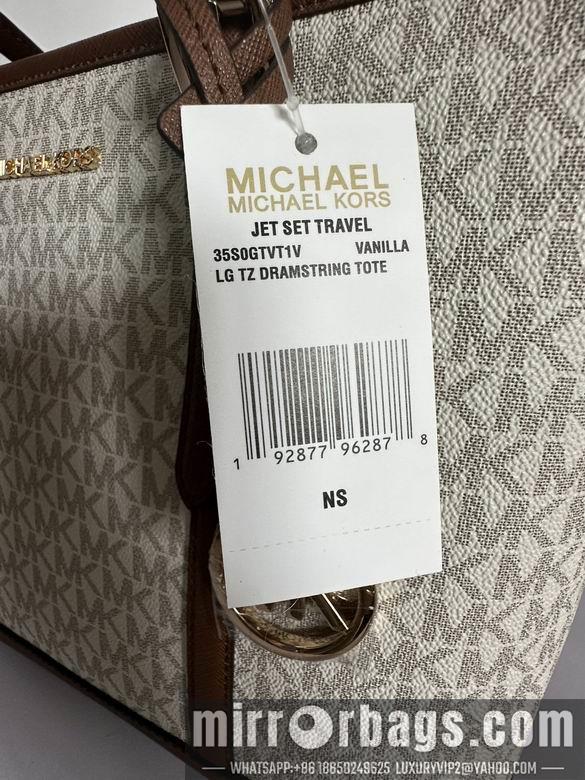 MICHAEL
MICHAEL KORS
JET SET TRAVEL
35S0GTVT1V VANILLA
LG TZ DRAMSTRING TOTE
1 92877 96287 8
NS
mirrorbags.com
WHATSAPP:+86 18650249625 LUXURYVIP2@YAHOO.COM